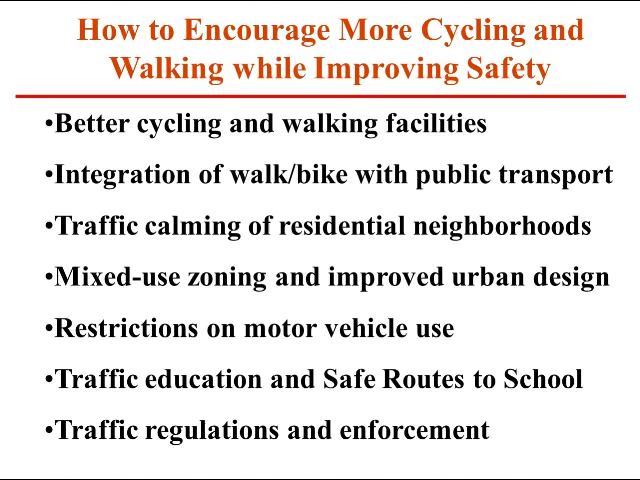 How to Encourage More Cycling and
Walking while Improving Safety
•Better cycling and walking facilities
•Integration of walk/bike with public transport
•Traffic calming of residential neighborhoods
•Mixed-use zoning and improved urban design
•Restrictions on motor vehicle use
•Traffic education and Safe Routes to School
•Traffic regulations and enforcement